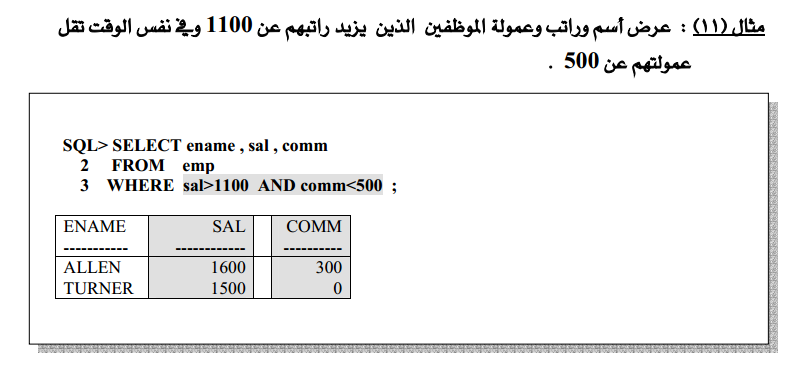 مثال (١١) : عرض أسم وراتب وعمولة الموظفين الذين يزيد راتبهم عن 1100 وفي نفس الوقت تقل
عمولتهم عن 500 .
SQL> SELECT ename , sal , comm
2 FROM emp
3 WHERE sal>1100 AND comm<500 ;
ENAME SAL COMM
----------- ------------ ----------
ALLEN 1600 300
TURNER 1500 0